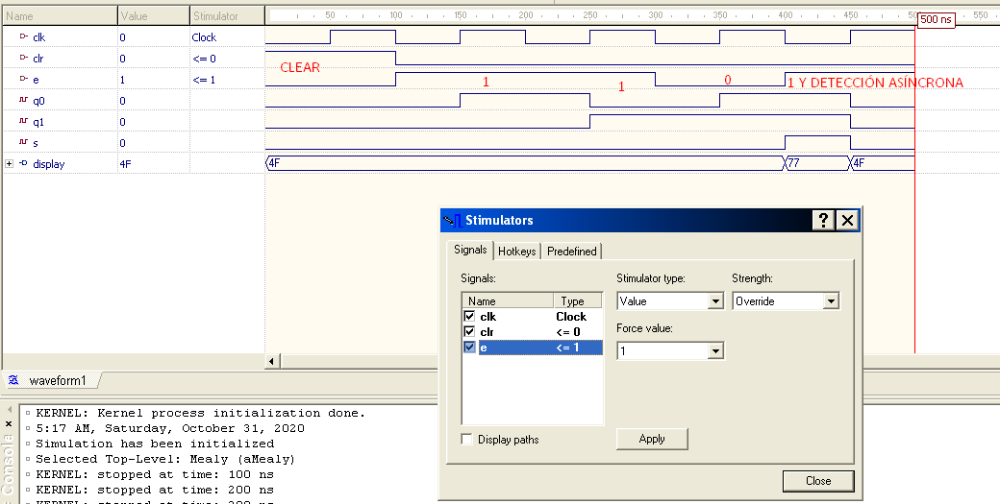 Name Value Stimulator 50 100 150 200 250 300 350 400 450 500 550
500 ns
clk 0 Clock
clr 0 <= 0
CLEAR
e 1 <= 1
1 1 0 1 Y DETECCIÓN ASÍNCRONA
q0 0
q1 0
s 0
display 4F 4F 77 4F
Stimulators
Signals Hotkeys Predefined
Signals: Stimulator type: Strength:
Name Type Value Override
clk Clock
clr <= 0 Force value:
e <= 1 1
Display paths Apply
Close
waveform1
Console
KERNEL: Kernel process initialization done.
5:17 AM, Saturday, October 31, 2020
Simulation has been initialized
Selected Top-Level: Mealy (aMealy)
KERNEL: stopped at time: 100 ns
KERNEL: stopped at time: 200 ns